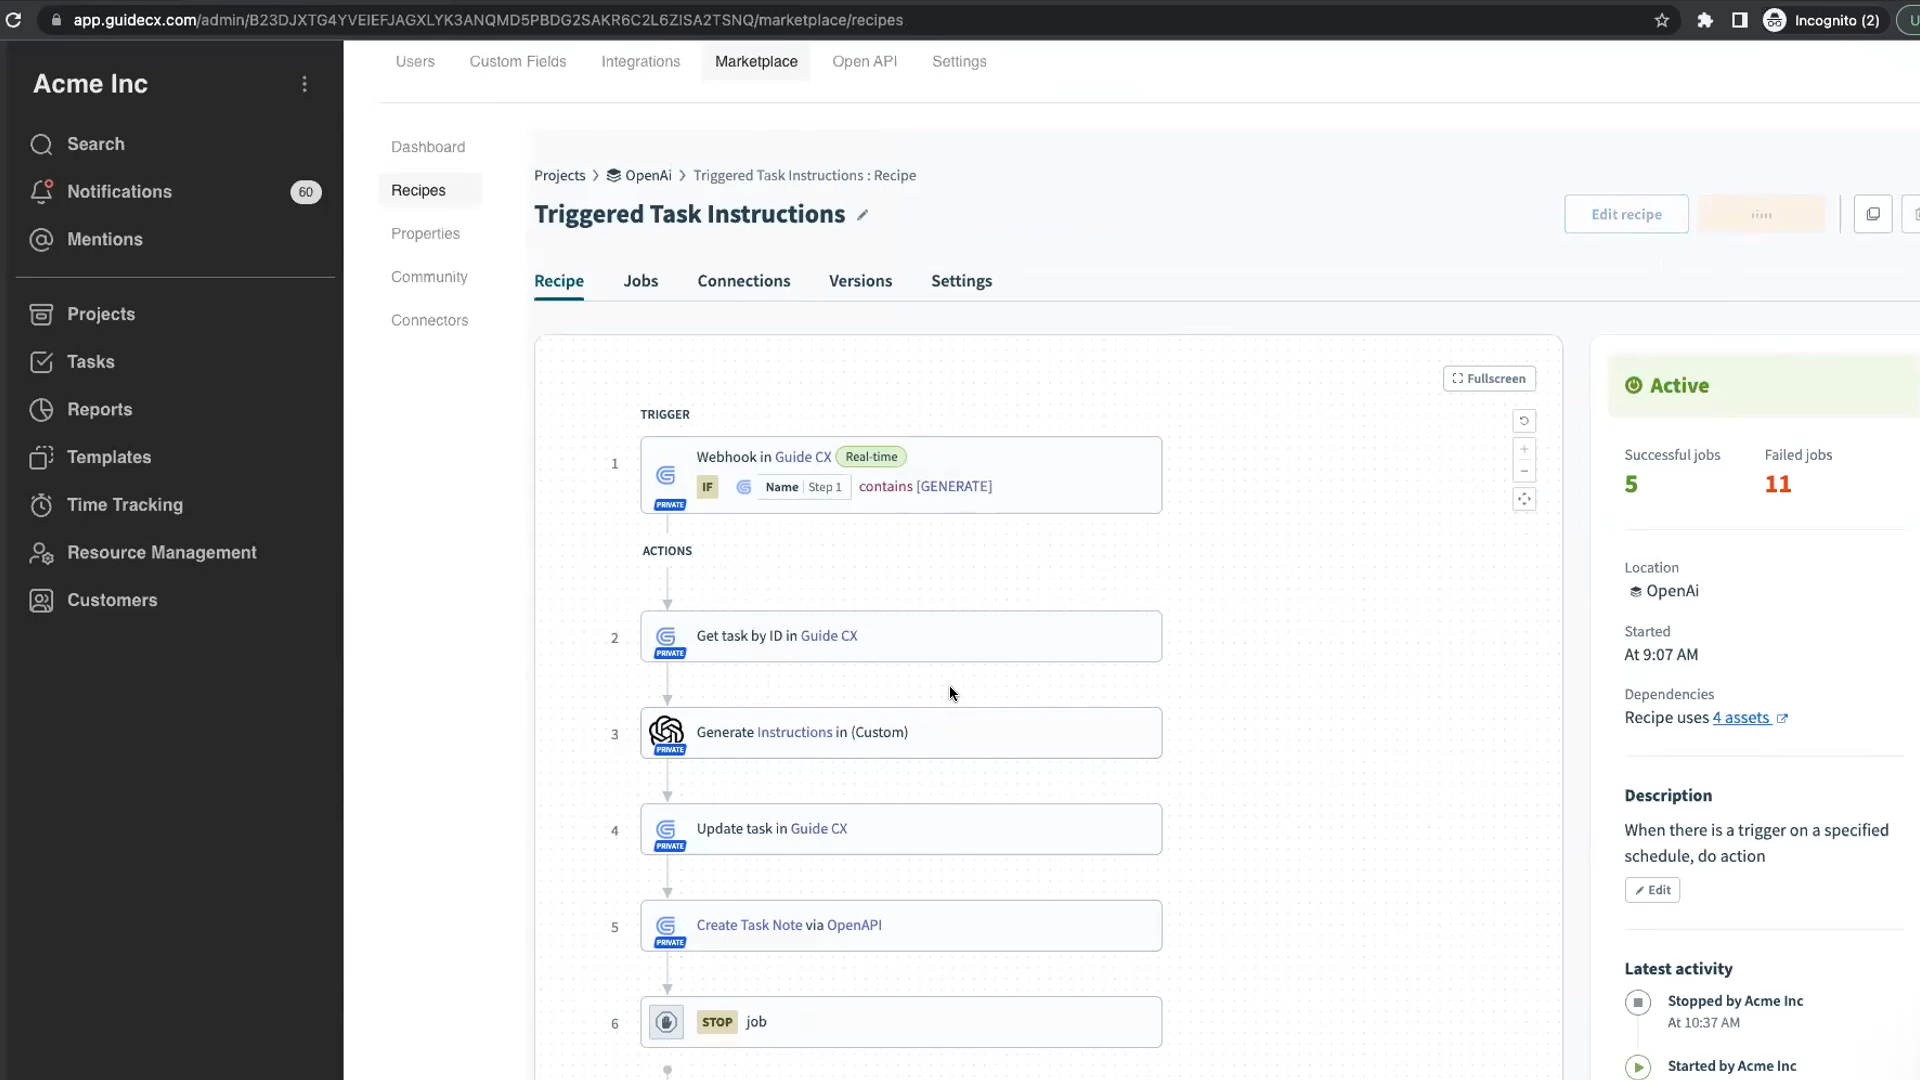 app.guidecx.com/admin/B23DJXTG4YVEIEFJAGXLYK3ANQMD5PBDG2SAKR6C2L6ZISA2TSNQ/marketplace/recipes
Incognito (2)
Acme Inc
Search
Notifications
60
Mentions
Projects
Tasks
Reports
Templates
Time Tracking
Resource Management
Customers
Users
Custom Fields
Integrations
Marketplace
Open API
Settings
Dashboard
Recipes
Properties
Community
Connectors
Projects > OpenAi > Triggered Task Instructions : Recipe
Triggered Task Instructions
Edit recipe
Recipe
Jobs
Connections
Versions
Settings
Fullscreen
TRIGGER
1
Webhook in Guide CX Real-time
IF Name | Step 1 contains [GENERATE]
PRIVATE
ACTIONS
2
Get task by ID in Guide CX
PRIVATE
3
Generate Instructions in (Custom)
PRIVATE
4
Update task in Guide CX
PRIVATE
5
Create Task Note via OpenAPI
PRIVATE
6
STOP job
Active
Successful jobs
5
Failed jobs
11
Location
OpenAi
Started
At 9:07 AM
Dependencies
Recipe uses 4 assets
Description
When there is a trigger on a specified
schedule, do action
Edit
Latest activity
Stopped by Acme Inc
At 10:37 AM
Started by Acme Inc